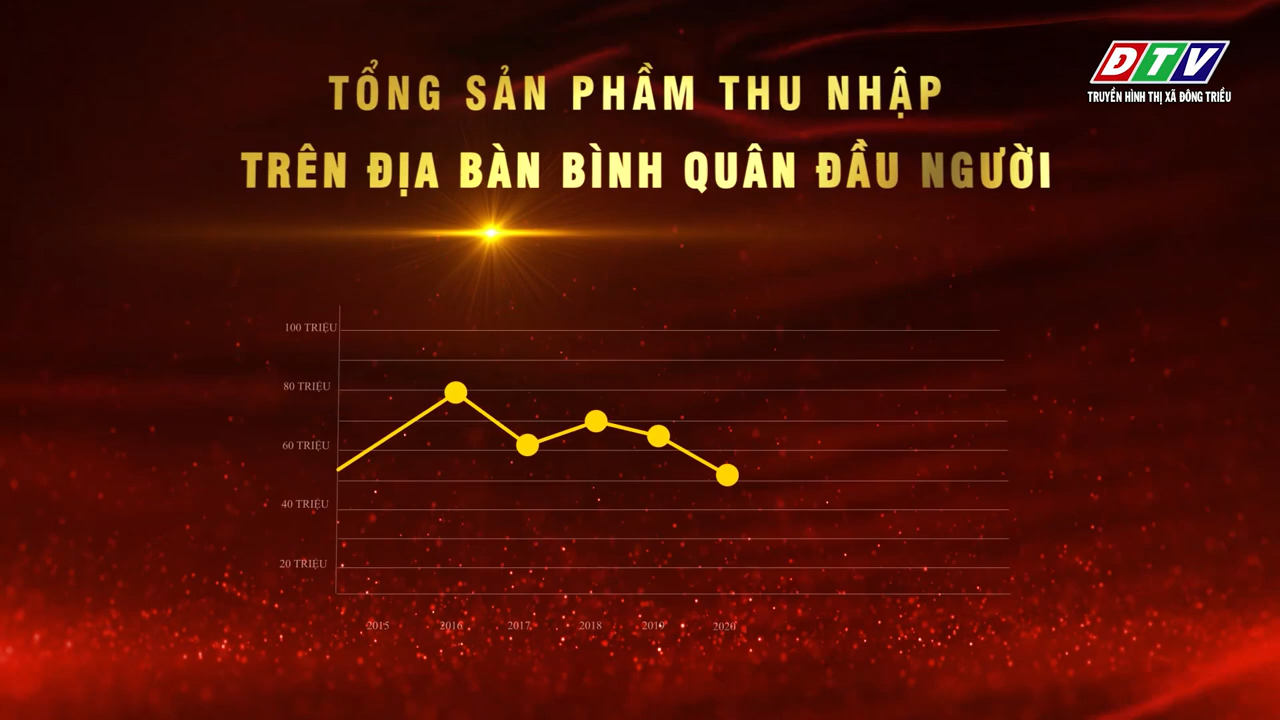 TỔNG SẢN PHẦM THU NHẬP
TRÊN ĐỊA BÀN BÌNH QUÂN ĐẦU NGƯỜI
ĐTV
TRUYỀN HÌNH THỊ XÃ ĐÔNG TRIỀU
100 TRIỆU
80 TRIỆU
60 TRIỆU
40 TRIỆU
20 TRIỆU
2015 2016 2017 2018 2019 2020